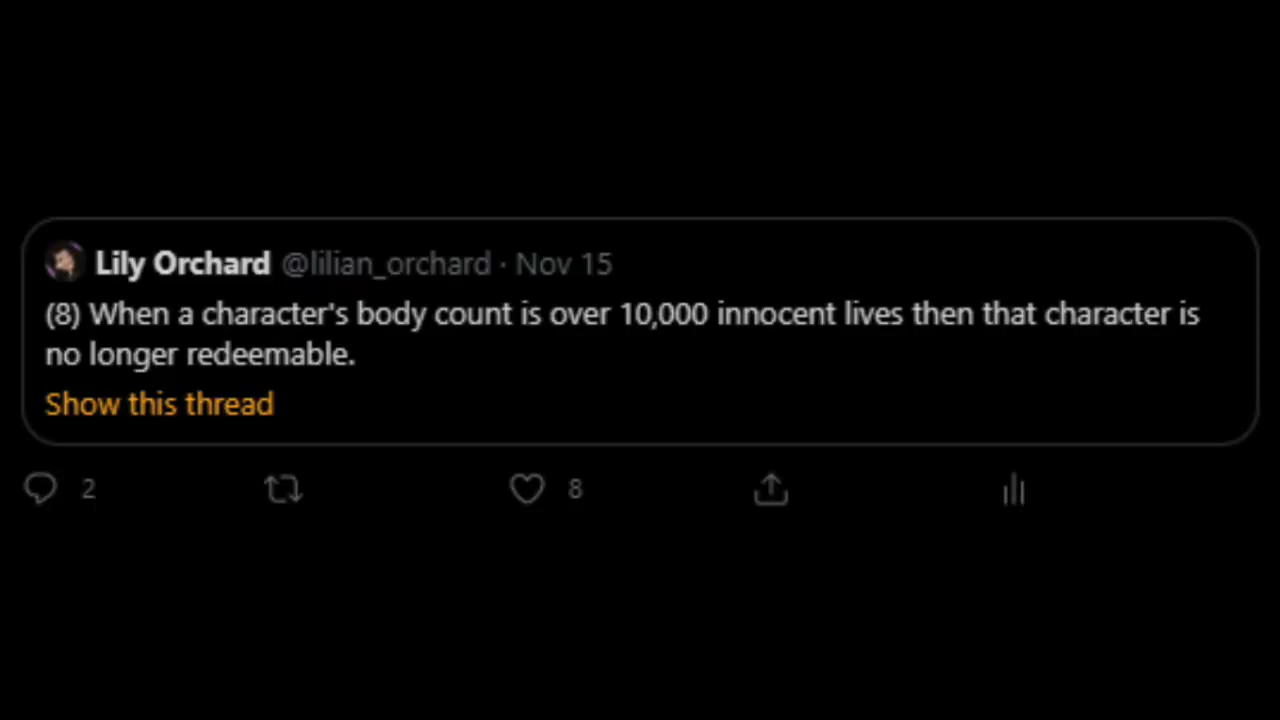 Lily Orchard @lilian_orchard · Nov 15
(8) When a character's body count is over 10,000 innocent lives then that character is
no longer redeemable.
Show this thread
2 8